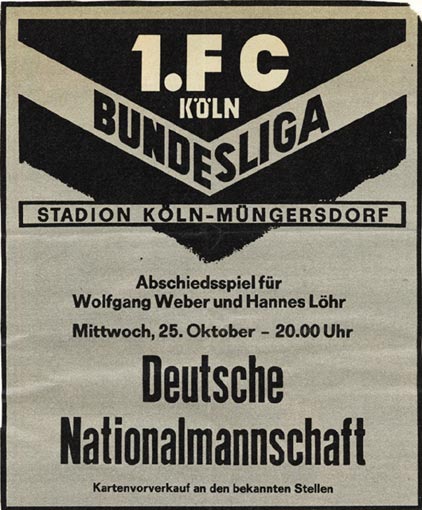 1.FC
KÖLN
BUNDESLIGA
STADION KÖLN-MÜNGERSDORF
Abschiedsspiel für
Wolfgang Weber und Hannes Löhr
Mittwoch, 25. Oktober – 20.00 Uhr
Deutsche
Nationalmannschaft
Kartenvorverkauf an den bekannten Stellen